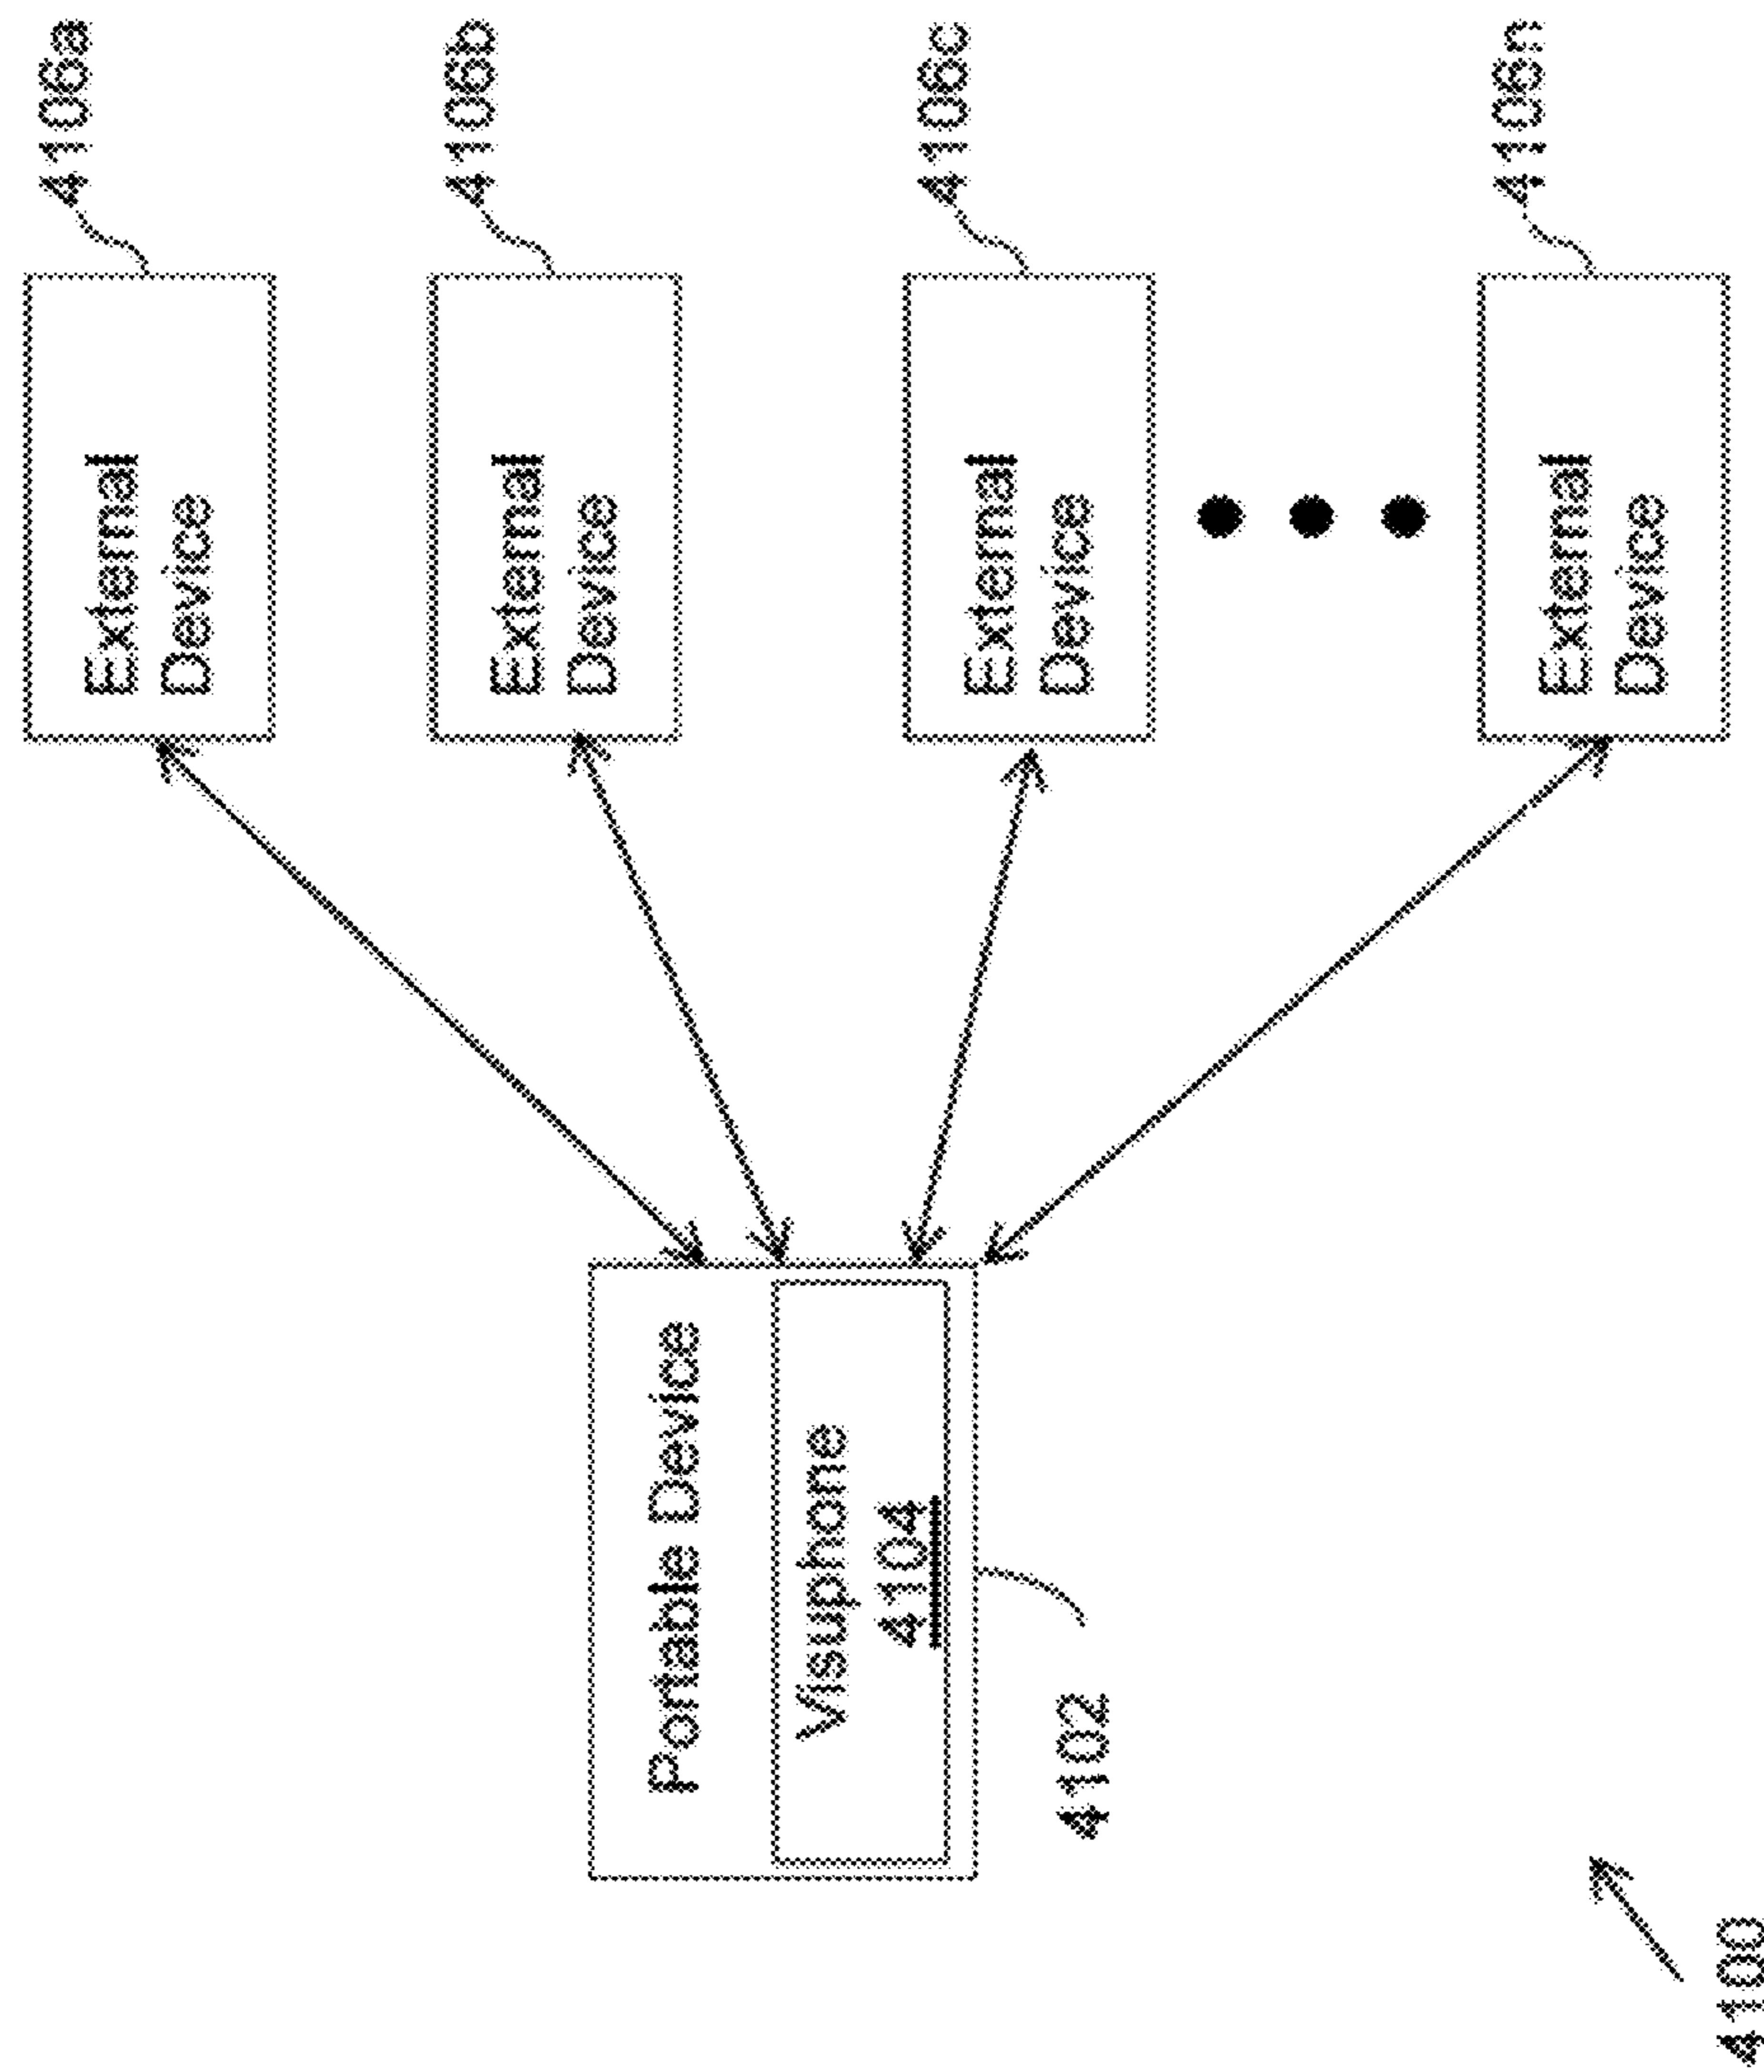 External
Device
4106a
External
Device
4106b
Portable Device
Visuphone
4104
4102
External
Device
4106c
External
Device
4106n
4100